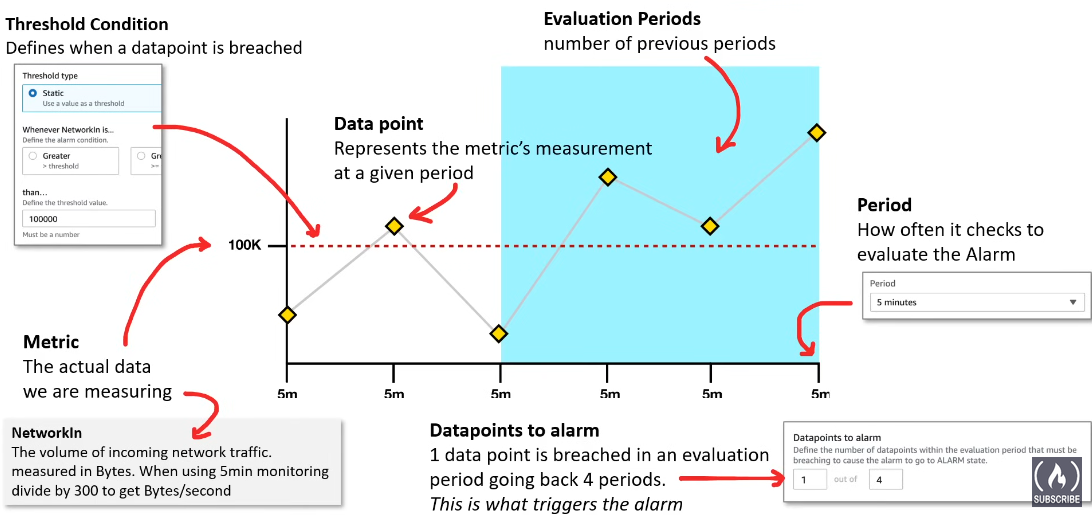 Threshold Condition
Defines when a datapoint is breached
Threshold type
Static
Use a value as a threshold
Whenever NetworkIn is...
Define the alarm condition.
Greater
> threshold
Gre
>=
than...
Define the threshold value.
100000
Must be a number
Evaluation Periods
number of previous periods
Data point
Represents the metric's measurement
at a given period
100K
5m
5m
5m
5m
5m
5m
Period
How often it checks to
evaluate the Alarm
Period
5 minutes
Metric
The actual data
we are measuring
NetworkIn
The volume of incoming network traffic.
measured in Bytes. When using 5min monitoring
divide by 300 to get Bytes/second
Datapoints to alarm
1 data point is breached in an evaluation
period going back 4 periods.
This is what triggers the alarm
Datapoints to alarm
Define the number of datapoints within the evaluation period that must be
breaching to cause the alarm to go to ALARM state.
1 out of 4
SUBSCRIBE